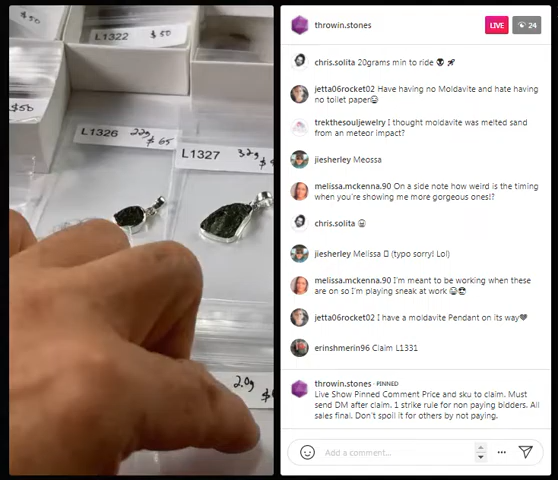 $50
L1322 $50
$50
L1326 22g $65
L1327 32g
2.0g
throwin.stones
LIVE
24
chris.solita 20grams min to ride
jetta06rocket02 Have having no Moldavite and hate having
no toilet paper
trekthesouljewelry I thought moldavite was melted sand
from an meteor impact?
jiesherley Meossa
melissa.mckenna.90 On a side note how weird is the timing
when you're showing me more gorgeous ones!?
chris.solita
jiesherley Melissa (typo sorry! Lol)
melissa.mckenna.90 I'm meant to be working when these
are on so I'm playing sneak at work
jetta06rocket02 I have a moldavite Pendant on its way
erinshmerin96 Claim L1331
throwin.stones · PINNED
Live Show Pinned Comment Price and sku to claim. Must
send DM after claim. 1 strike rule for non paying bidders. All
sales final. Don't spoil it for others by not paying.
Add a comment...